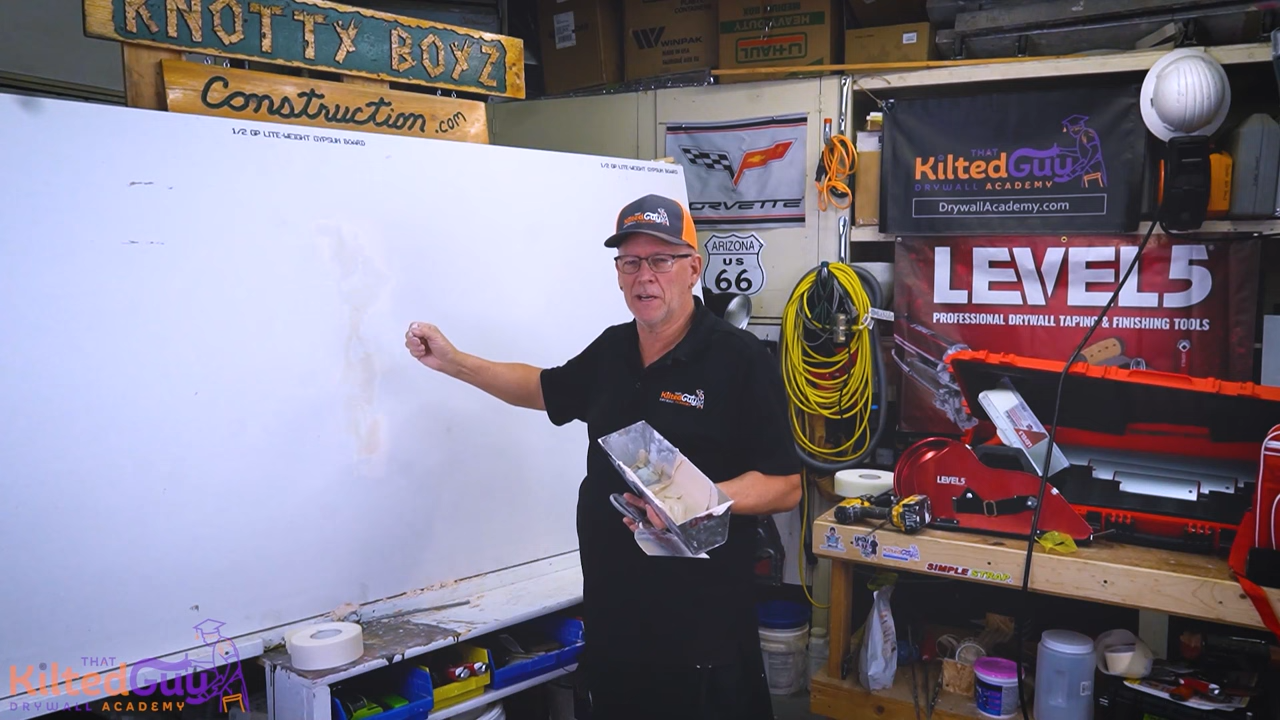 KNOTTY BOYZ
Construction.com
1/2 GP LITE-WEIGHT GYPSUM BOARD
1/2 GP LITE-WEIGHT GYPSUM BOARD
WINPAK
HEAVY DUTY
U-HAUL
CORVETTE
ARIZONA
US
66
THAT
KiltedGuy
DRYWALL ACADEMY
DrywallAcademy.com
LEVEL5
PROFESSIONAL DRYWALL TAPING & FINISHING TOOLS
KiltedGuy
KiltedGuy
LEVEL5
SIMPLE STRAP
THAT
KiltedGuy
DRYWALL ACADEMY